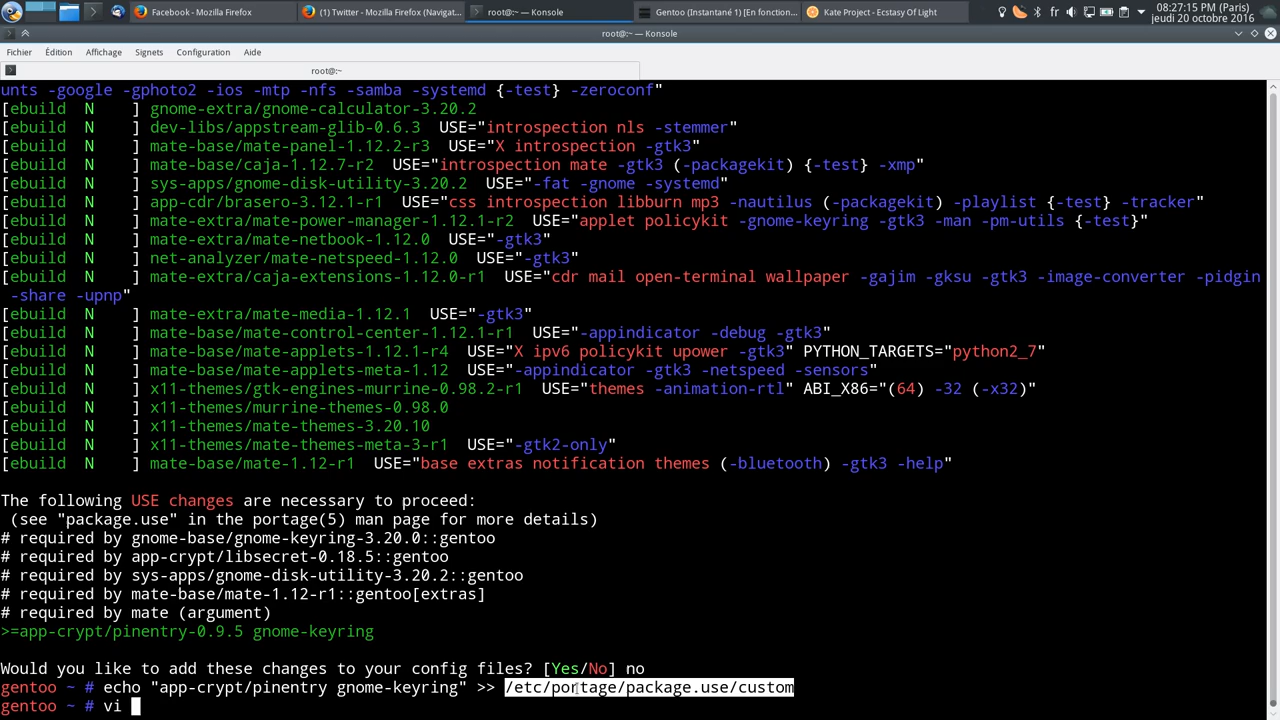 Facebook - Mozilla Firefox
(1) Twitter - Mozilla Firefox (Navigat...
root@:~ — Konsole
Gentoo (Instantané 1) [En fonction...
Kate Project - Ecstasy Of Light
fr
08:27:15 PM (Paris)
jeudi 20 octobre 2016
root@:~ — Konsole
Fichier Édition Affichage Signets Configuration Aide
root@:~
unts -google -gphoto2 -ios -mtp -nfs -samba -systemd {-test} -zeroconf"
[ebuild  N     ] gnome-extra/gnome-calculator-3.20.2
[ebuild  N     ] dev-libs/appstream-glib-0.6.3  USE="introspection nls -stemmer"
[ebuild  N     ] mate-base/mate-panel-1.12.2-r3  USE="X introspection -gtk3"
[ebuild  N     ] mate-base/caja-1.12.7-r2  USE="introspection mate -gtk3 (-packagekit) {-test} -xmp"
[ebuild  N     ] sys-apps/gnome-disk-utility-3.20.2  USE="-fat -gnome -systemd"
[ebuild  N     ] app-cdr/brasero-3.12.1-r1  USE="css introspection libburn mp3 -nautilus (-packagekit) -playlist {-test} -tracker"
[ebuild  N     ] mate-extra/mate-power-manager-1.12.1-r2  USE="applet policykit -gnome-keyring -gtk3 -man -pm-utils {-test}"
[ebuild  N     ] mate-extra/mate-netbook-1.12.0  USE="-gtk3"
[ebuild  N     ] net-analyzer/mate-netspeed-1.12.0  USE="-gtk3"
[ebuild  N     ] mate-extra/caja-extensions-1.12.0-r1  USE="cdr mail open-terminal wallpaper -gajim -gksu -gtk3 -image-converter -pidgin
-share -upnp"
[ebuild  N     ] mate-extra/mate-media-1.12.1  USE="-gtk3"
[ebuild  N     ] mate-base/mate-control-center-1.12.1-r1  USE="-appindicator -debug -gtk3"
[ebuild  N     ] mate-base/mate-applets-1.12.1-r4  USE="X ipv6 policykit upower -gtk3" PYTHON_TARGETS="python2_7"
[ebuild  N     ] mate-base/mate-applets-meta-1.12  USE="-appindicator -gtk3 -netspeed -sensors"
[ebuild  N     ] x11-themes/gtk-engines-murrine-0.98.2-r1  USE="themes -animation-rtl" ABI_X86="(64) -32 (-x32)"
[ebuild  N     ] x11-themes/murrine-themes-0.98.0
[ebuild  N     ] x11-themes/mate-themes-3.20.10
[ebuild  N     ] x11-themes/mate-themes-meta-3-r1  USE="-gtk2-only"
[ebuild  N     ] mate-base/mate-1.12-r1  USE="base extras notification themes (-bluetooth) -gtk3 -help"
The following USE changes are necessary to proceed:
(see "package.use" in the portage(5) man page for more details)
# required by gnome-base/gnome-keyring-3.20.0::gentoo
# required by app-crypt/libsecret-0.18.5::gentoo
# required by sys-apps/gnome-disk-utility-3.20.2::gentoo
# required by mate-base/mate-1.12-r1::gentoo[extras]
# required by mate (argument)
>=app-crypt/pinentry-0.9.5 gnome-keyring
Would you like to add these changes to your config files? [Yes/No] no
gentoo ~ # echo "app-crypt/pinentry gnome-keyring" >> /etc/portage/package.use/custom
gentoo ~ # vi